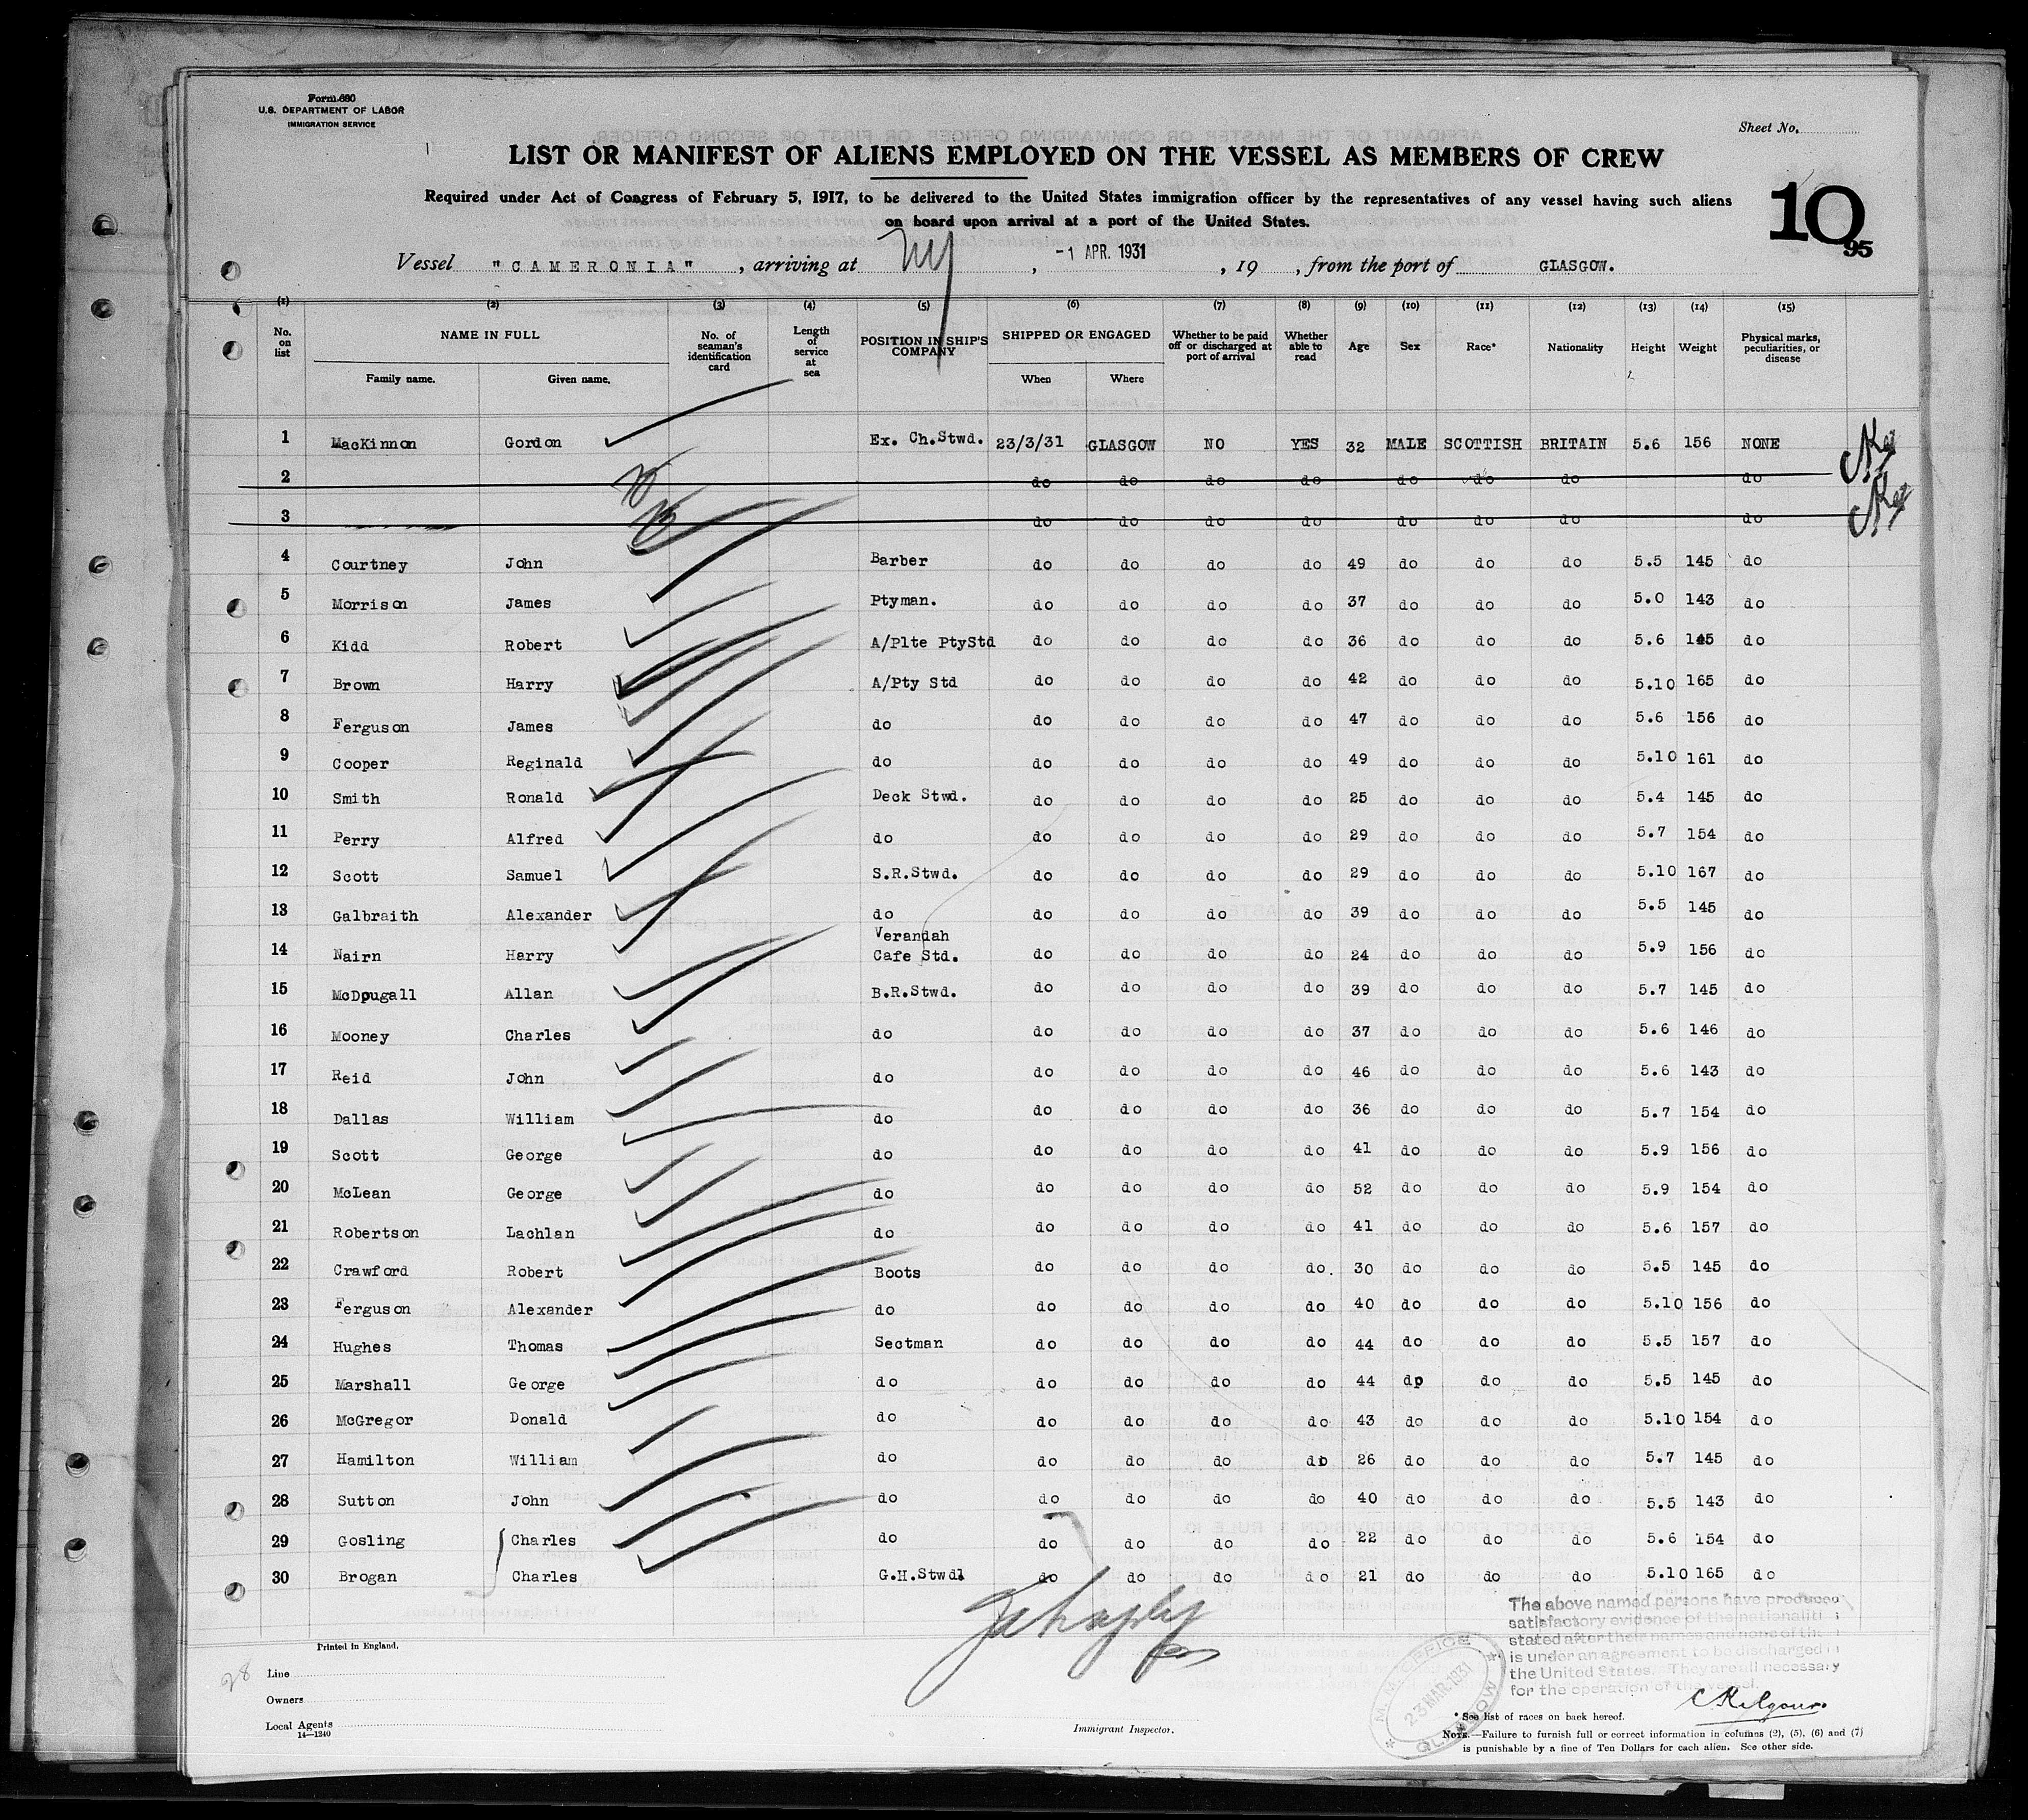 Form 680
U.S. DEPARTMENT OF LABOR
IMMIGRATION SERVICE
Sheet No.
LIST OR MANIFEST OF ALIENS EMPLOYED ON THE VESSEL AS MEMBERS OF CREW
Required under Act of Congress of February 5, 1917, to be delivered to the United States immigration officer by the representatives of any vessel having such aliens
on board upon arrival at a port of the United States.
10
95
Vessel "CAMERONIA", arriving at NY, -1 APR. 1931, 19 , from the port of GLASGOW.
(1) (2) (3) (4) (5) (6) (7) (8) (9) (10) (11) (12) (13) (14) (15)
No. on list NAME IN FULL No. of seaman's identification card Length of service at sea POSITION IN SHIP'S COMPANY SHIPPED OR ENGAGED Whether to be paid off or discharged at port of arrival Whether able to read Age Sex Race* Nationality Height Weight Physical marks, peculiarities, or disease
Family name. Given name. When Where
1 MacKinnon Gordon Ex. Ch.Stwd. 23/3/31 GLASGOW NO YES 32 MALE SCOTTISH BRITAIN 5.6 156 NONE
2 do do do do do do do do
3 do do do do do do do do
4 Courtney John Barber do do do do 49 do do do 5.5 145 do
5 Morrison James Ptyman. do do do do 37 do do do 5.0 143 do
6 Kidd Robert A/Plte PtyStd do do do do 36 do do do 5.6 145 do
7 Brown Harry A/Pty Std do do do do 42 do do do 5.10 165 do
8 Ferguson James do do do do do 47 do do do 5.6 156 do
9 Cooper Reginald do do do do do 49 do do do 5.10 161 do
10 Smith Ronald Deck Stwd. do do do do 25 do do do 5.4 145 do
11 Perry Alfred do do do do do 29 do do do 5.7 154 do
12 Scott Samuel S.R.Stwd. do do do do 29 do do do 5.10 167 do
13 Galbraith Alexander do do do do do 39 do do do 5.5 145 do
14 Nairn Harry Verandah Cafe Std. do do do do 24 do do do 5.9 156 do
15 McDougall Allan B.R.Stwd. do do do do 39 do do do 5.7 145 do
16 Mooney Charles do do do do do 37 do do do 5.6 146 do
17 Reid John do do do do do 46 do do do 5.6 143 do
18 Dallas William do do do do do 36 do do do 5.7 154 do
19 Scott George do do do do do 41 do do do 5.9 156 do
20 McLean George do do do do do 52 do do do 5.9 154 do
21 Robertson Lachlan do do do do do 41 do do do 5.6 157 do
22 Crawford Robert Boots do do do do. 30 do do do 5.5 145 do
23 Ferguson Alexander do do do do do 40 do do do 5.10 156 do
24 Hughes Thomas Sectman do do do do 44 do do do 5.5 157 do
25 Marshall George do do do do do 44 dp do do 5.5 145 do
26 McGregor Donald do do do do do 43 do do do 5.10 154 do
27 Hamilton William do do do do do 26 do do do 5.7 145 do
28 Sutton John do do do do do 40 do do do 5.5 143 do
29 Gosling Charles do do do do do 22 do do do 5.6 154 do
30 Brogan Charles G.H.Stwd. do do do do 21 do do do 5.10 165 do
The above named persons have produced
satisfactory evidence of the nationalities
stated after their names and none of them
is under an agreement to be discharged in
the United States. They are all necessary
for the operation of the vessel.
C Kilgour.
Printed in England.
28
Line
Owners
Local Agents
14—1240
Immigrant Inspector.
M.M. OFFICE
23 MAR. 1931
GLASGOW
* See list of races on back hereof.
NOTE.—Failure to furnish full or correct information in columns (2), (5), (6) and (7)
is punishable by a fine of Ten Dollars for each alien. See other side.